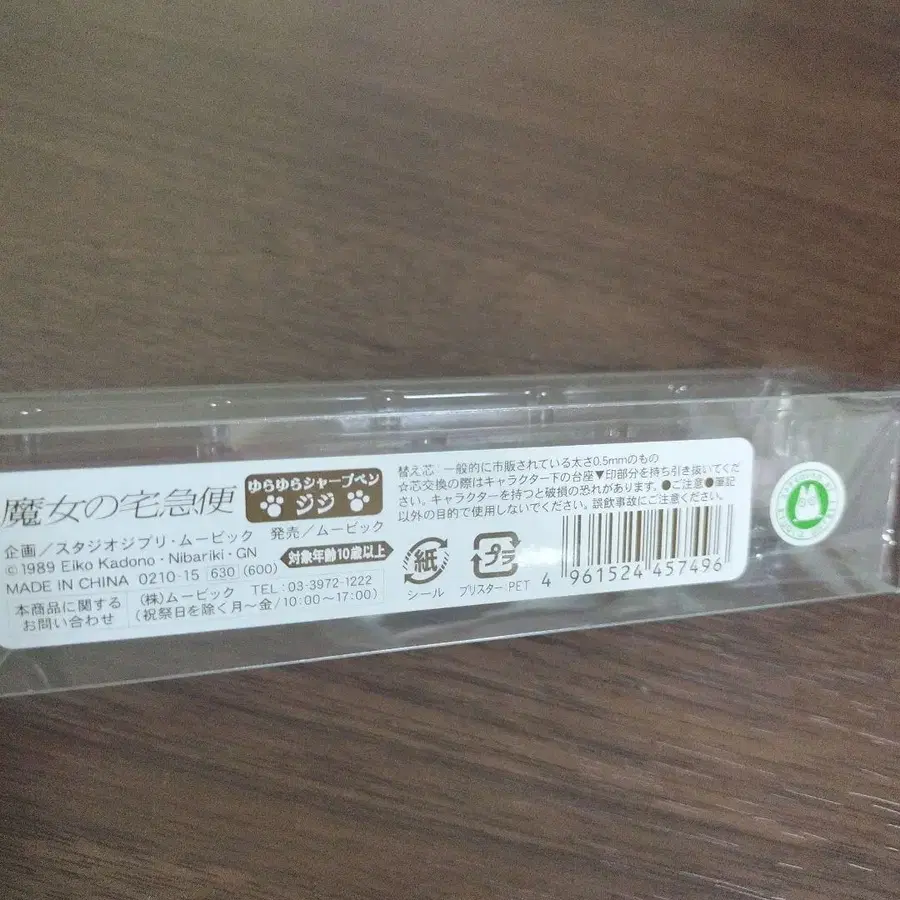 魔女の宅急便
ゆらゆらシャープペン
ジジ
企画/スタジオジブリ・ムービック 発売/ムービック
©1989 Eiko Kadono・Nibariki・GN
対象年齢10歳以上
MADE IN CHINA 0210-15 630 (600)
本商品に関する
お問い合わせ
TEL:03-3972-1222
(株)ムービック
(祝祭日を除く月~金/10:00~17:00)
替え芯:一般的に市販されている太さ0.5mmのもの
☆芯交換の際はキャラクター下の台座▼印部分を持ち引き抜いてくだ
さい。キャラクターを持つと破損の恐れがあります。●ご注意●筆記
以外の目的で使用しないでください。誤飲事故にご注意ください。
紙
シール
プラ
ブリスター:PET
4 961524 457496